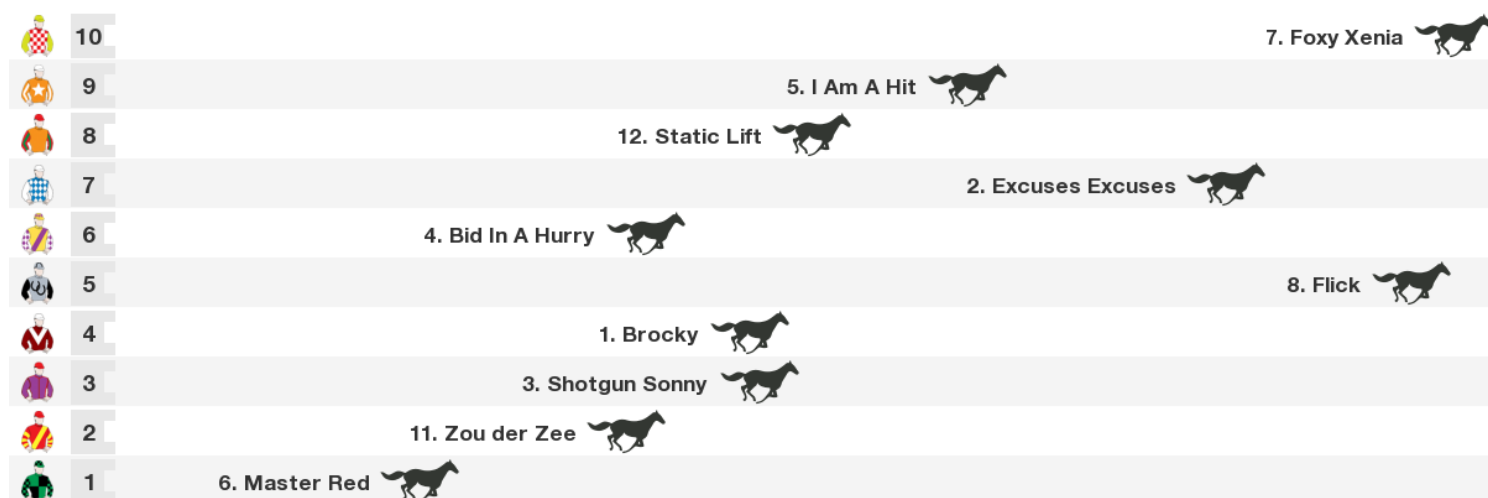 10 7. Foxy Xenia
9 5. I Am A Hit
8 12. Static Lift
7 2. Excuses Excuses
6 4. Bid In A Hurry
5 8. Flick
4 1. Brocky
3 3. Shotgun Sonny
2 11. Zou der Zee
1 6. Master Red